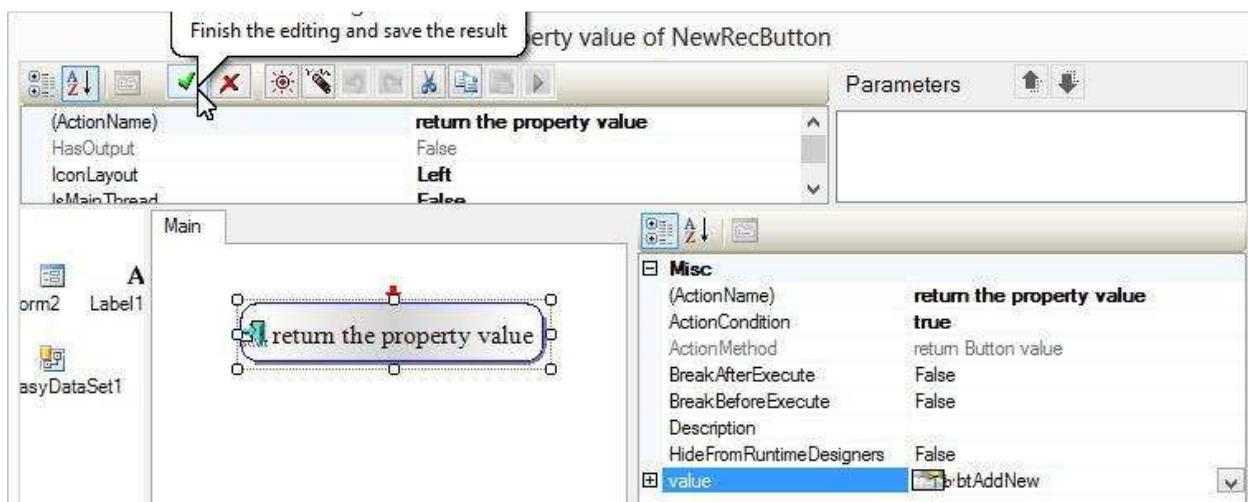 Finish the editing and save the result
erty value of NewRecButton
Parameters
(ActionName) return the property value
HasOutput False
IconLayout Left
IsMainThread False
Main
orm2 Label1
asyDataSet1
A
return the property value
Misc
(ActionName) return the property value
ActionCondition true
ActionMethod return Button value
BreakAfterExecute False
BreakBeforeExecute False
Description
HideFromRuntimeDesigners False
value btAddNew